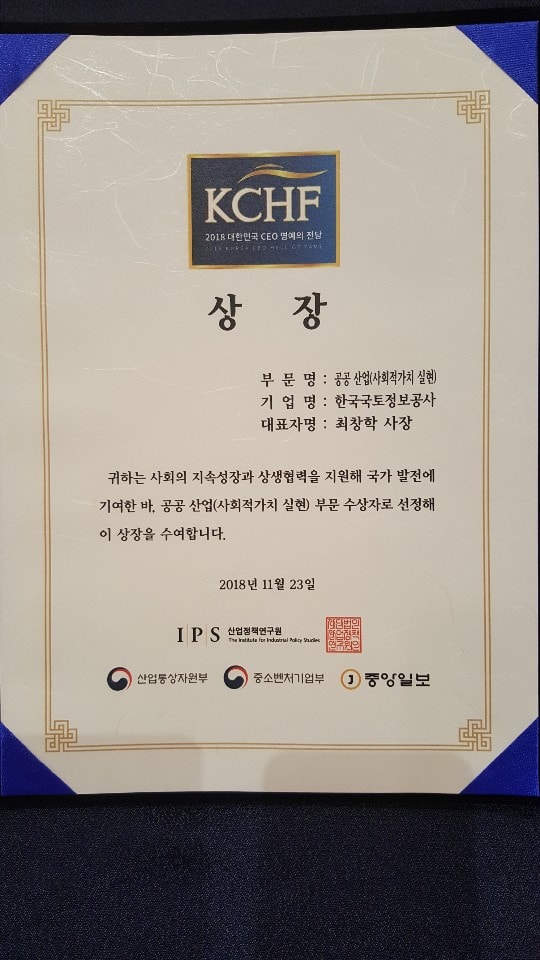 KCHF
2018 대한민국 CEO 명예의 전당
2018 KOREA CEO HALL OF FAME
상 장
부 문 명 : 공공 산업(사회적가치 실현)
기 업 명 : 한국국토정보공사
대표자명 : 최창학 사장
귀하는 사회의 지속성장과 상생협력을 지원해 국가 발전에
기여한 바, 공공 산업(사회적가치 실현) 부문 수상자로 선정해
이 상장을 수여합니다.
2018년 11월 23일
I P S 산업정책연구원
The Institute for Industrial Policy Studies
산업통상자원부 중소벤처기업부 J 중앙일보